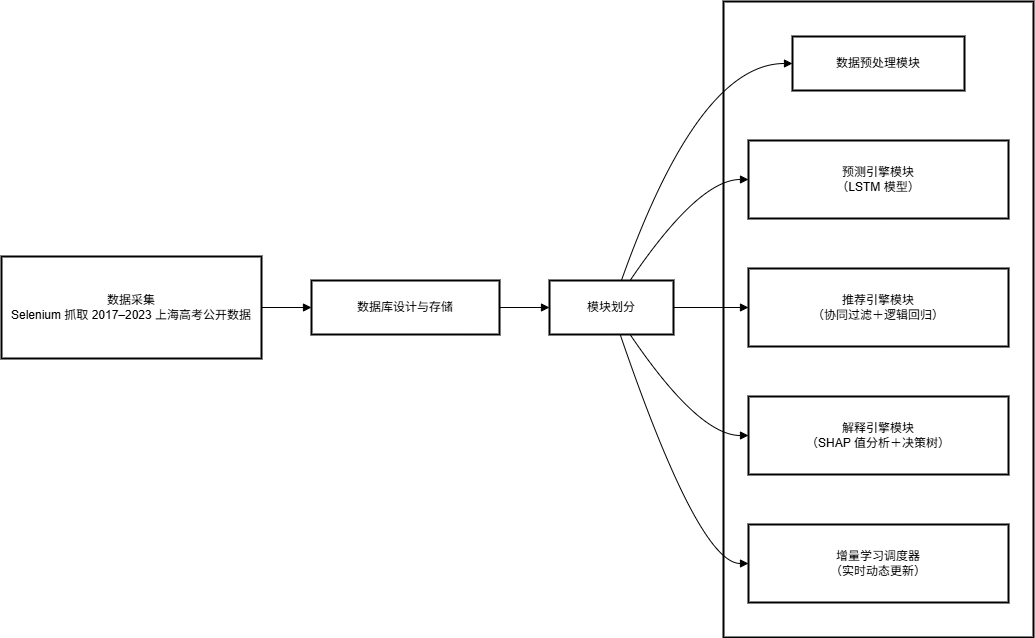 数据采集
Selenium 抓取 2017–2023 上海高考公开数据
数据库设计与存储
模块划分
数据预处理模块
预测引擎模块
（LSTM 模型）
推荐引擎模块
（协同过滤＋逻辑回归）
解释引擎模块
（SHAP 值分析＋决策树）
增量学习调度器
（实时动态更新）